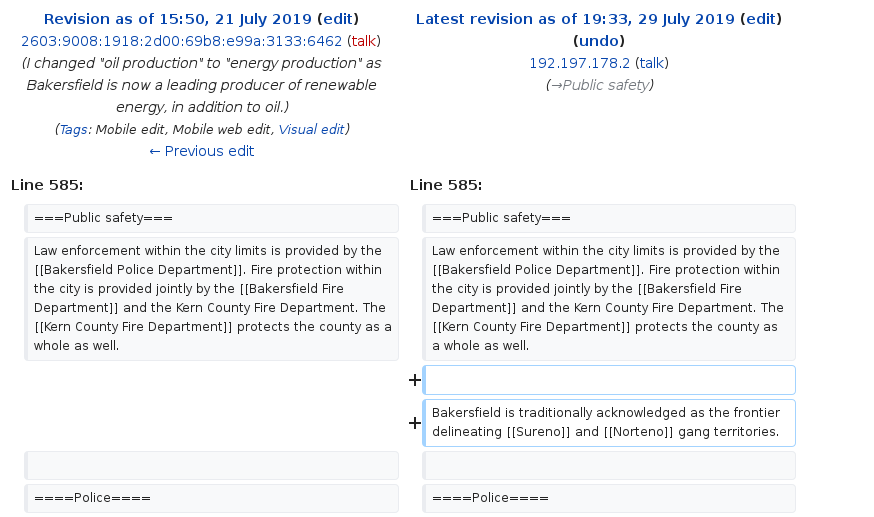 Revision as of 15:50, 21 July 2019 (edit)
2603:9008:1918:2d00:69b8:e99a:3133:6462 (talk)
(I changed "oil production" to "energy production" as
Bakersfield is now a leading producer of renewable
energy, in addition to oil.)
(Tags: Mobile edit, Mobile web edit, Visual edit)
← Previous edit
Latest revision as of 19:33, 29 July 2019 (edit)
(undo)
192.197.178.2 (talk)
(→Public safety)
Line 585:
Line 585:
===Public safety===
===Public safety===
Law enforcement within the city limits is provided by the
[[Bakersfield Police Department]]. Fire protection within
the city is provided jointly by the [[Bakersfield Fire
Department]] and the Kern County Fire Department. The
[[Kern County Fire Department]] protects the county as a
whole as well.
Law enforcement within the city limits is provided by the
[[Bakersfield Police Department]]. Fire protection within
the city is provided jointly by the [[Bakersfield Fire
Department]] and the Kern County Fire Department. The
[[Kern County Fire Department]] protects the county as
a whole as well.
+
+
Bakersfield is traditionally acknowledged as the frontier
delineating [[Sureno]] and [[Norteno]] gang territories.
====Police====
====Police====